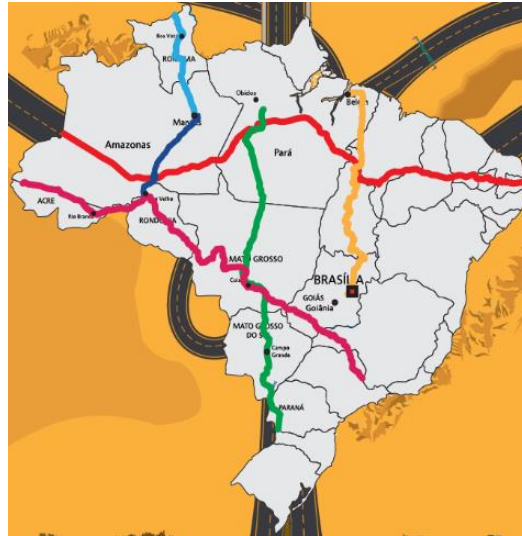 Boa Vista
RORAIMA
Óbidos
Belém
Manaus
Amazonas
Pará
ACRE
Velho
Rio Branco
RONDÔNIA
MATO GROSSO
BRASÍLIA
GOIÁS
Goiânia
MATO GROSSO
DO SUL
Campo
Grande
PARANÁ